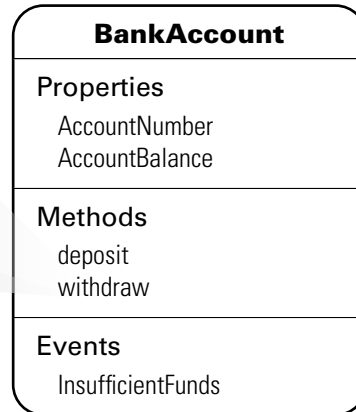 BankAccount
Properties
AccountNumber
AccountBalance
Methods
deposit
withdraw
Events
InsufficientFunds